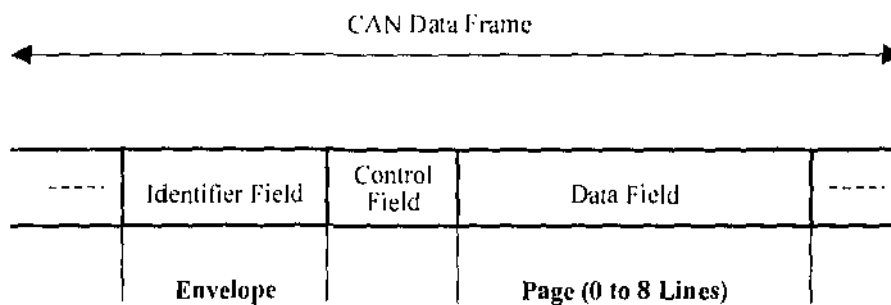 CAN Data Frame
Identifier Field
Control
Field
Data Field
Envelope
Page (0 to 8 Lines)